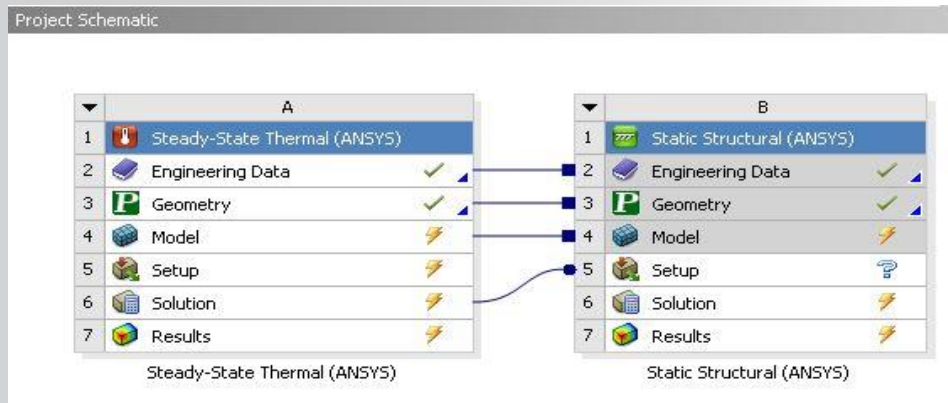 Project Schematic
A
1 Steady-State Thermal (ANSYS)
2 Engineering Data
3 P Geometry
4 Model
5 Setup
6 Solution
7 Results
Steady-State Thermal (ANSYS)
B
1 Static Structural (ANSYS)
2 Engineering Data
3 P Geometry
4 Model
5 Setup ?
6 Solution
7 Results
Static Structural (ANSYS)